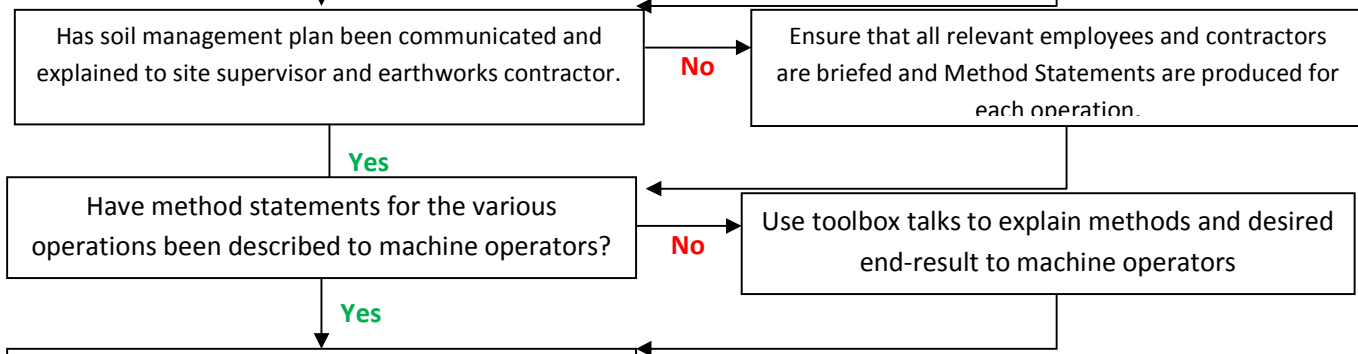 Has soil management plan been communicated and
explained to site supervisor and earthworks contractor.
No
Ensure that all relevant employees and contractors
are briefed and Method Statements are produced for
each operation.
Yes
Have method statements for the various
operations been described to machine operators?
No
Use toolbox talks to explain methods and desired
end-result to machine operators
Yes